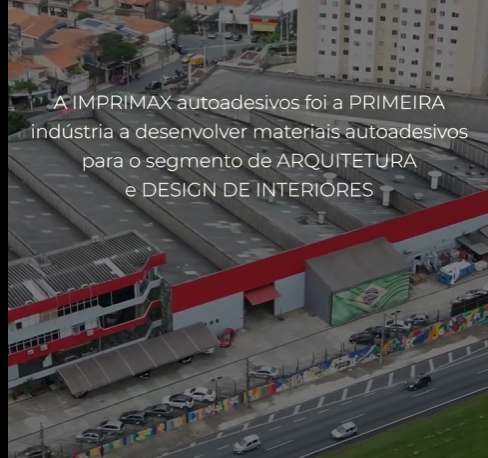 A IMPRIMAX autoadesivos foi a PRIMEIRA
indústria a desenvolver materiais autoadesivos
para o segmento de ARQUITETURA
e DESIGN DE INTERIORES